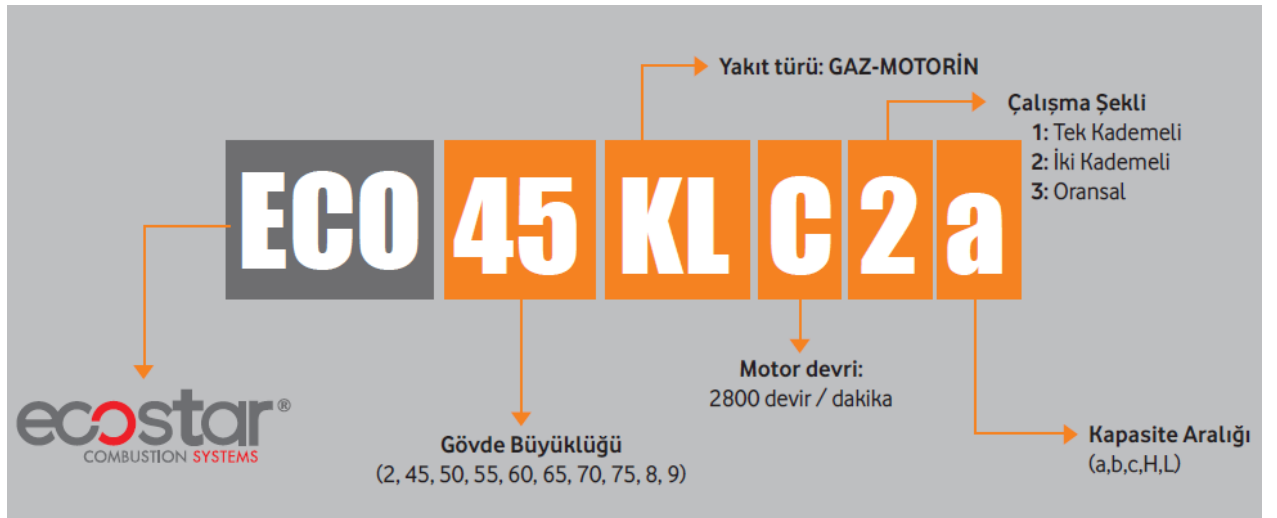 Yakıt türü: GAZ-MOTORİN
Çalışma Şekli
1: Tek Kademeli
2: İki Kademeli
3: Oransal
ECO 45 KL C 2 a
ecostar®
COMBUSTION SYSTEMS
Motor devri:
2800 devir / dakika
Gövde Büyüklüğü
(2, 45, 50, 55, 60, 65, 70, 75, 8, 9)
Kapasite Aralığı
(a,b,c,H,L)